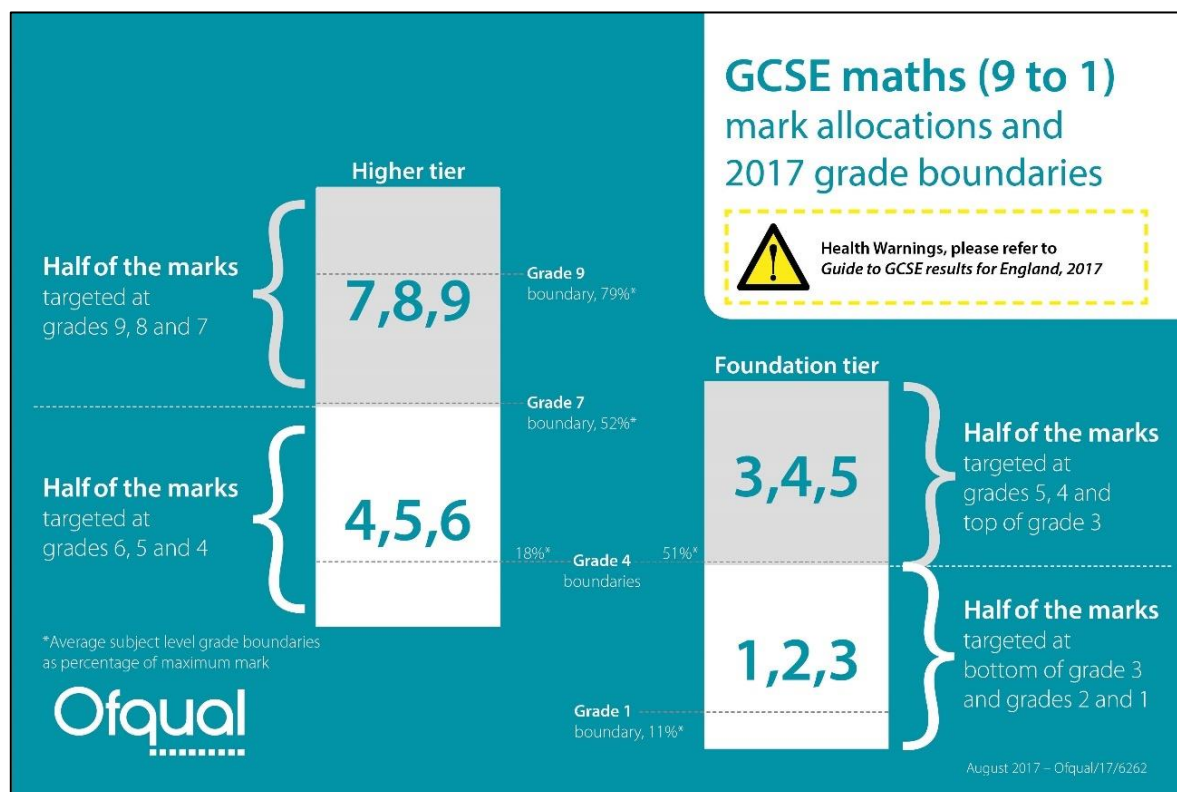 GCSE maths (9 to 1)
mark allocations and
2017 grade boundaries
Health Warnings, please refer to
Guide to GCSE results for England, 2017
Higher tier
Half of the marks
targeted at
grades 9, 8 and 7
7,8,9
Grade 9
boundary, 79%*
Grade 7
boundary, 52%*
Half of the marks
targeted at
grades 6, 5 and 4
4,5,6
18%*
Grade 4
boundaries
51%*
Foundation tier
3,4,5
Half of the marks
targeted at
grades 5, 4 and
top of grade 3
1,2,3
Half of the marks
targeted at
bottom of grade 3
and grades 2 and 1
Grade 1
boundary, 11%*
*Average subject level grade boundaries
as percentage of maximum mark
Ofqual
August 2017 – Ofqual/17/6262